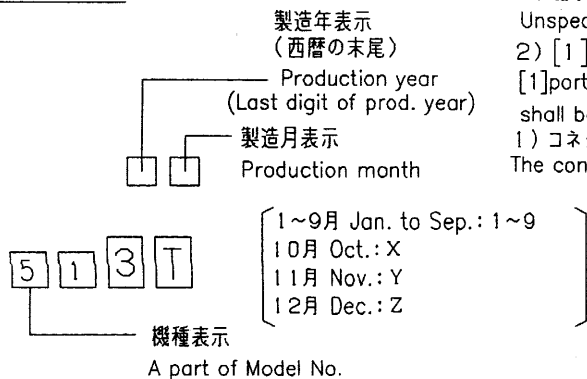 製造年表示
(西暦の末尾)
Production year
(Last digit of prod. year)
製造月表示
Production month
1~9月 Jan. to Sep.: 1~9
10月 Oct.: X
11月 Nov.: Y
12月 Dec.: Z
5 1 3 T
機種表示
A part of Model No.
2) [1]
[1]port
shall b
1) コネ
The con